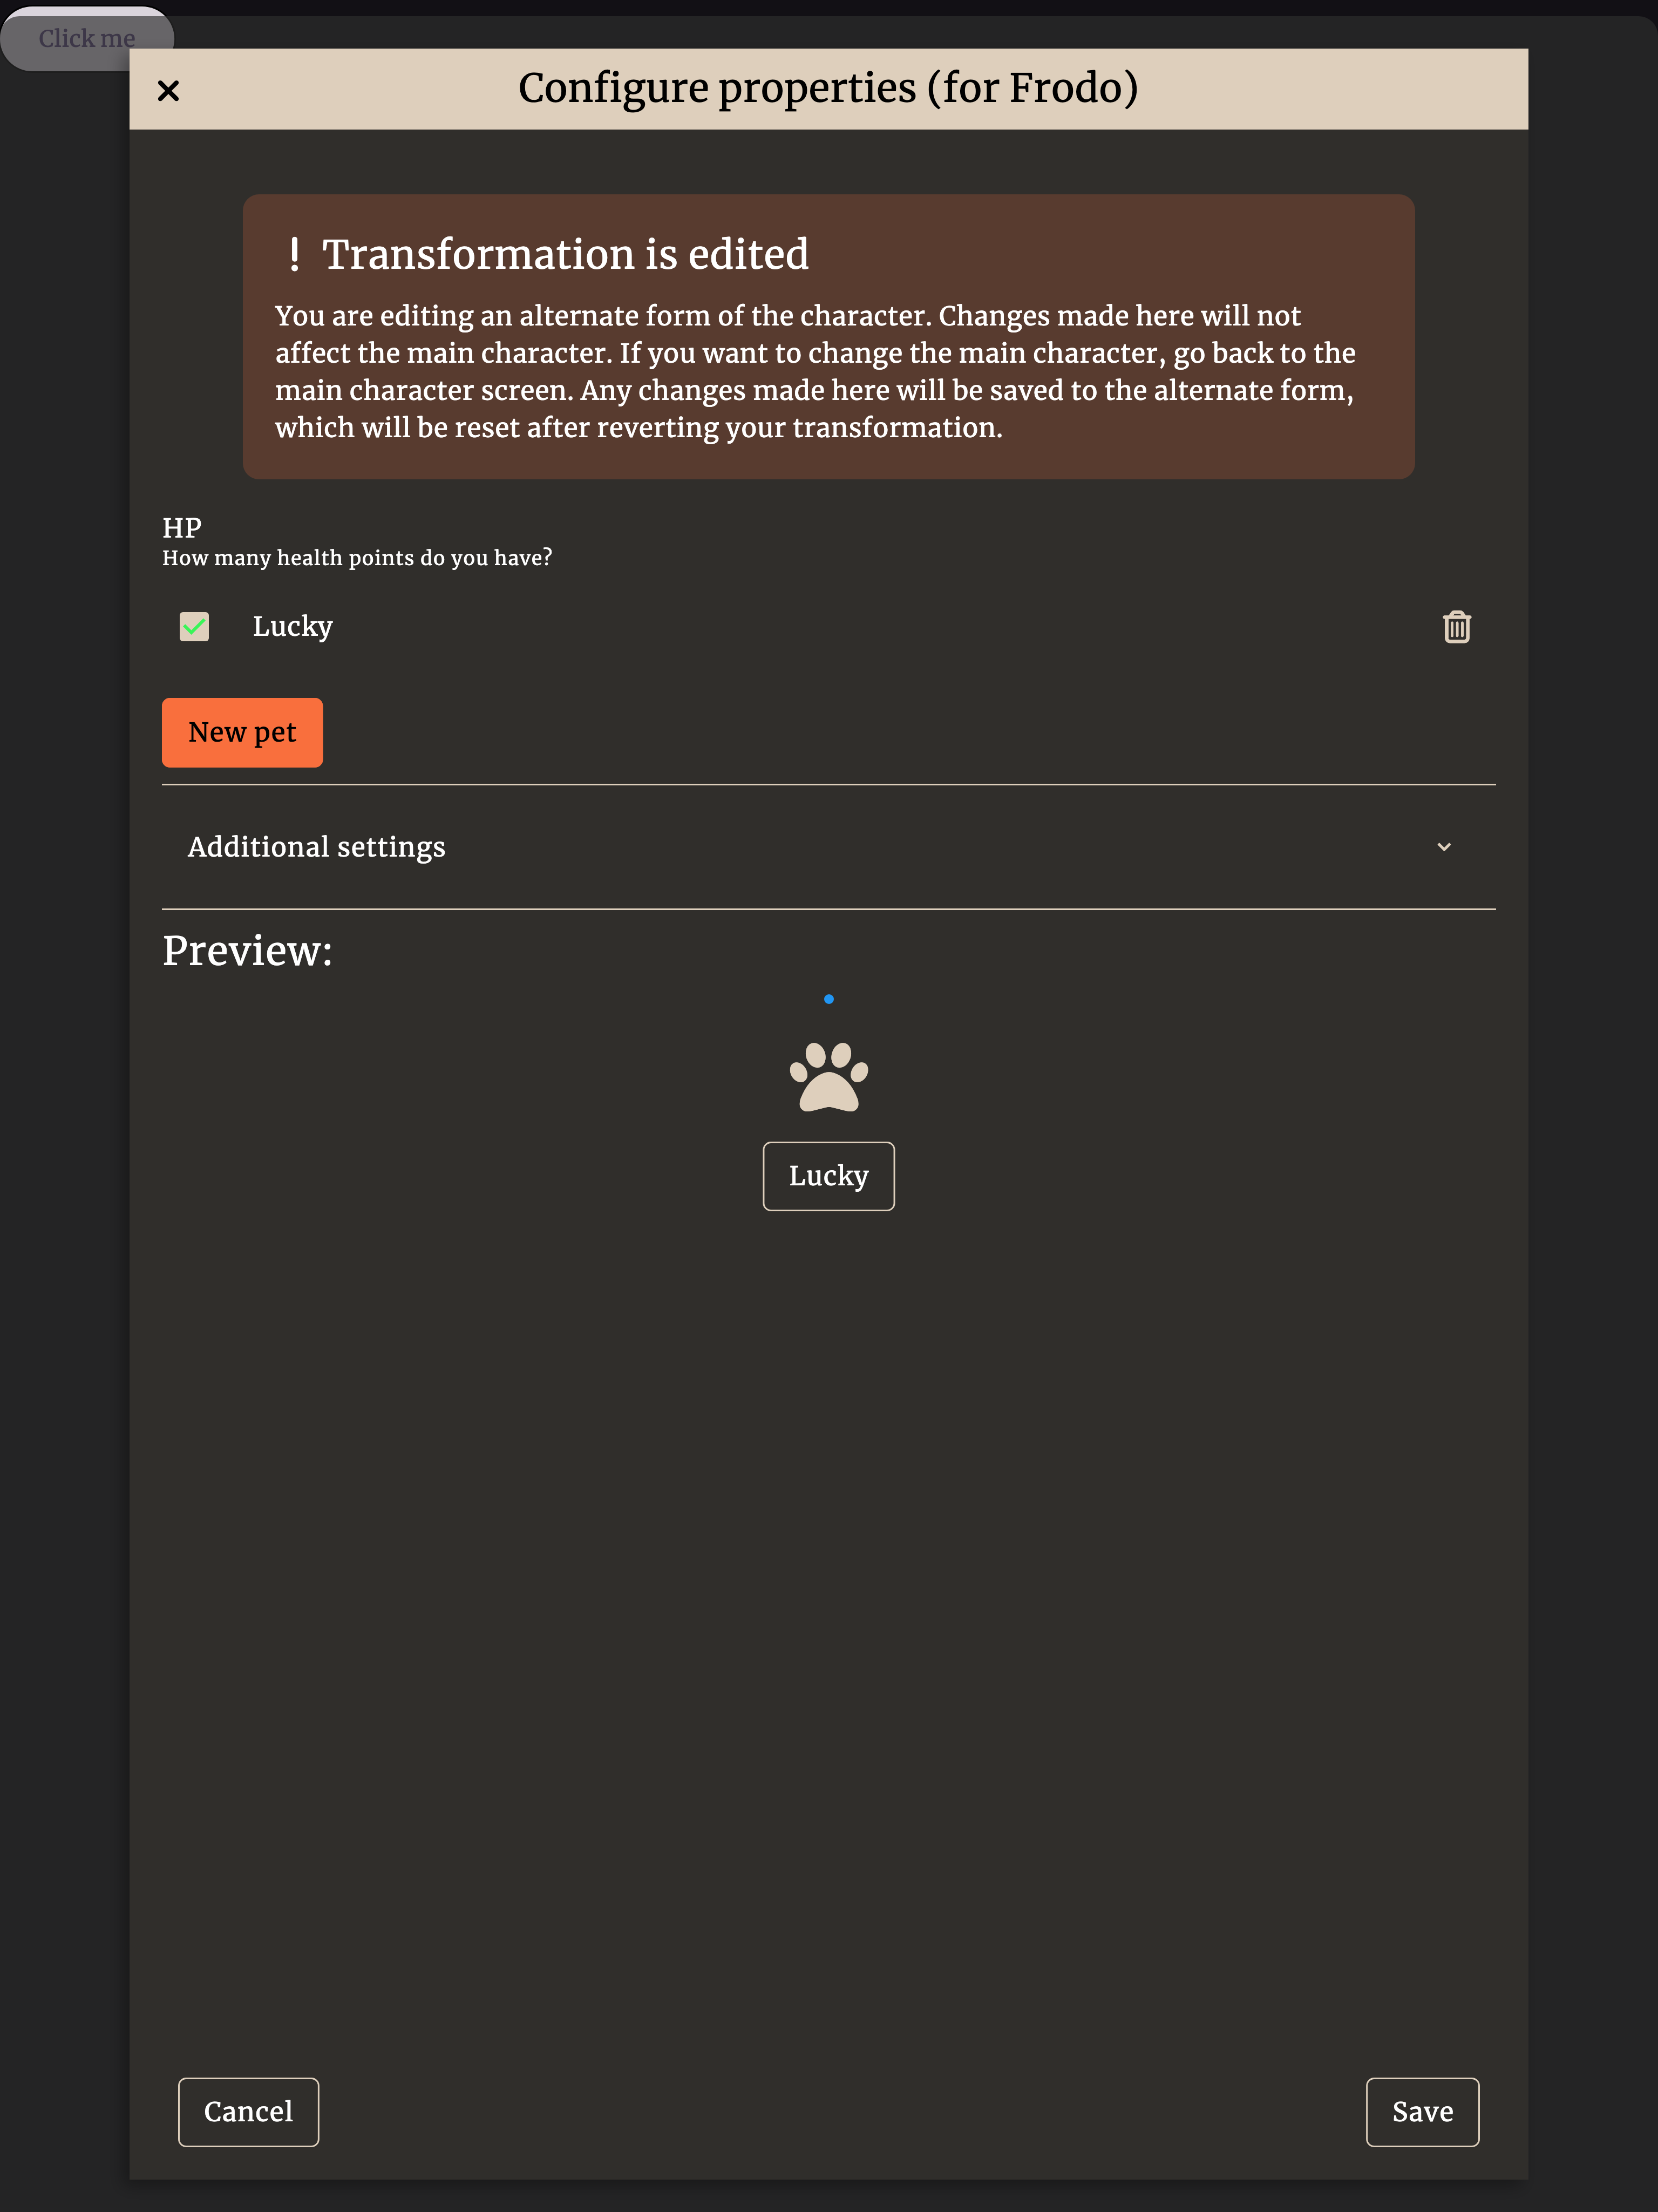 Click me
Configure properties (for Frodo)
! Transformation is edited
You are editing an alternate form of the character. Changes made here will not
affect the main character. If you want to change the main character, go back to the
main character screen. Any changes made here will be saved to the alternate form,
which will be reset after reverting your transformation.
HP
How many health points do you have?
Lucky
New pet
Additional settings
Preview:
Lucky
Cancel
Save